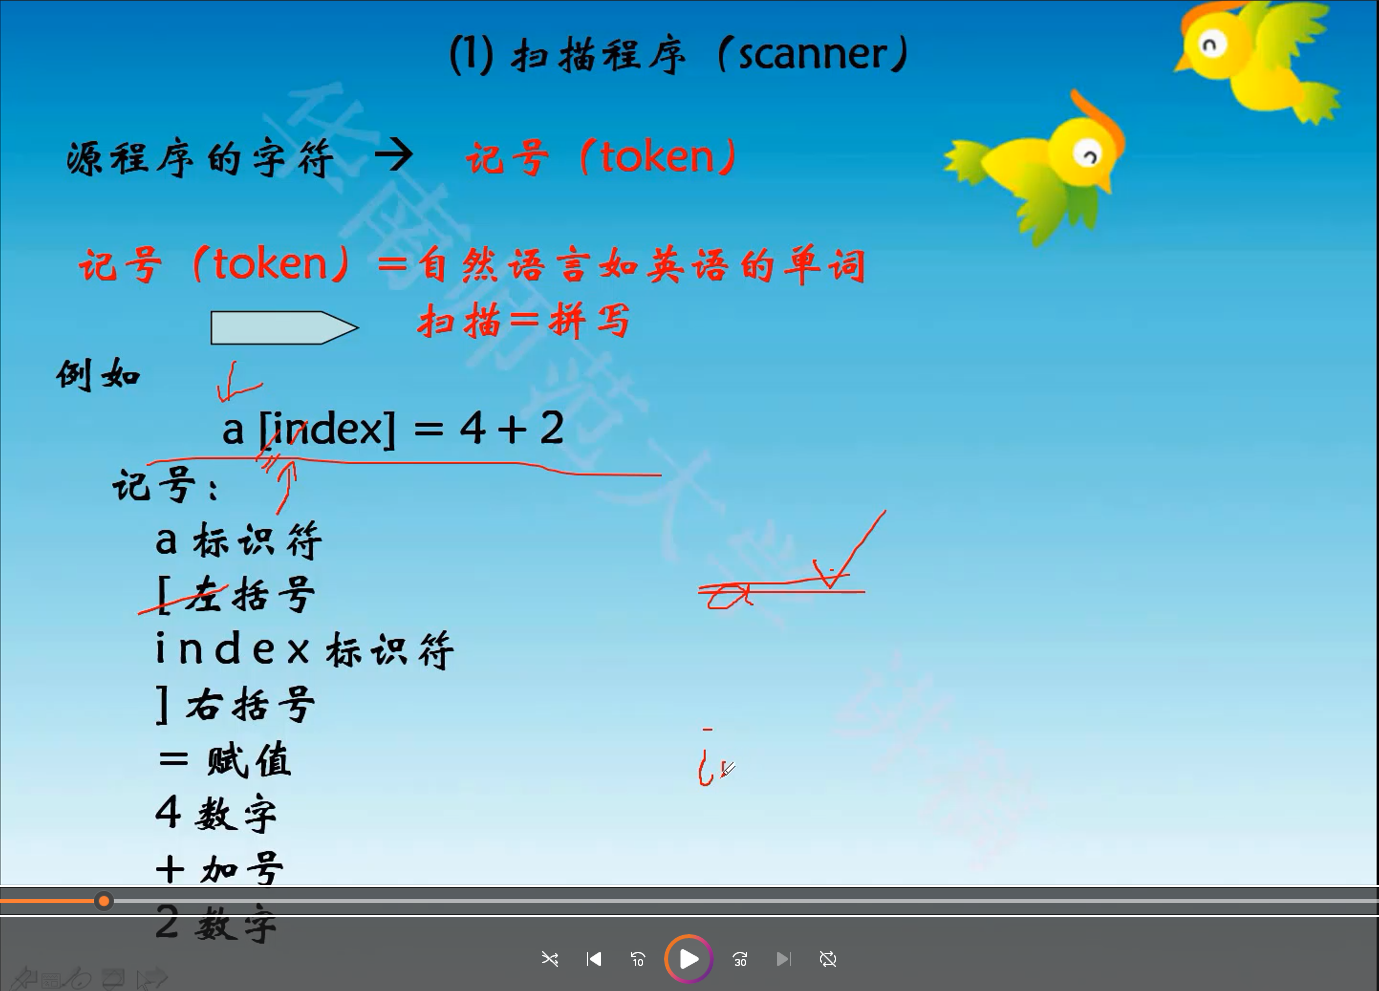 (1) 扫描程序（scanner）
源程序的字符 → 记号（token）
记号（token）＝自然语言如英语的单词
扫描＝拼写
例如
a [index] = 4 + 2
记号：
a 标识符
[ 左括号
index 标识符
] 右括号
= 赋值
4 数字
+ 加号
2 数字
华南师范大学
10
30